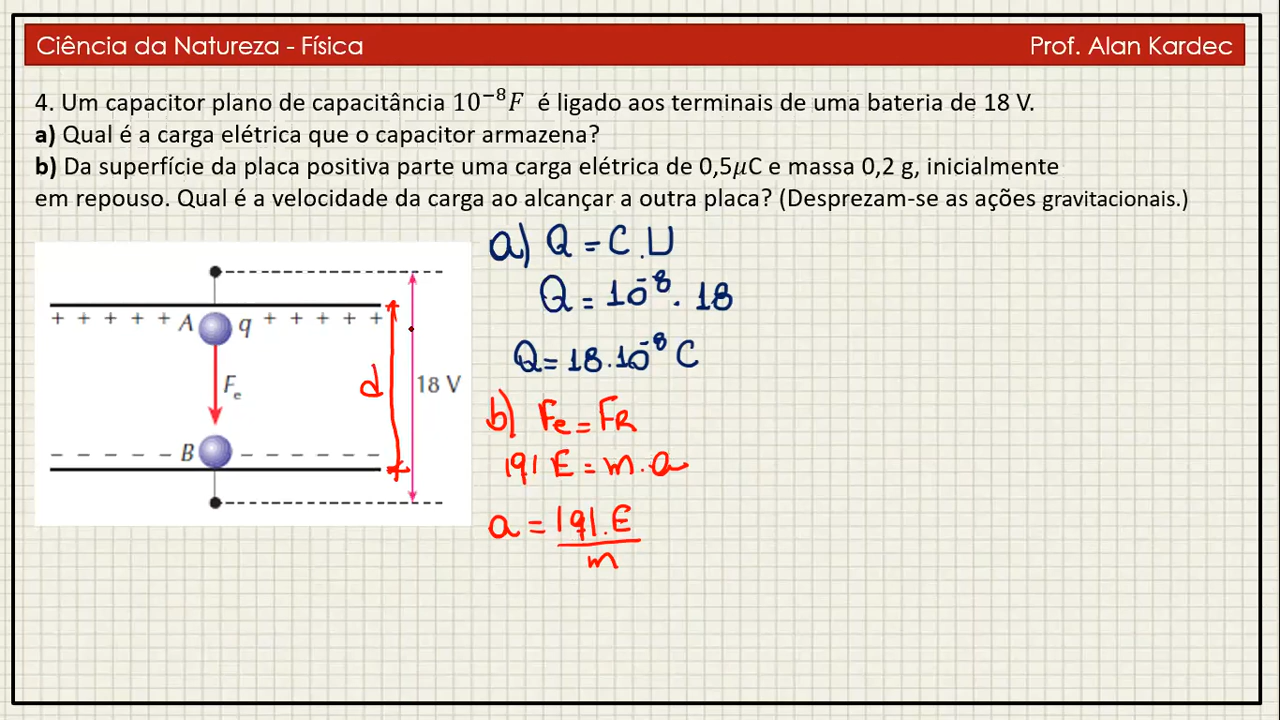 Ciência da Natureza - Física
Prof. Alan Kardec
4. Um capacitor plano de capacitância 10⁻⁸F é ligado aos terminais de uma bateria de 18 V.
a) Qual é a carga elétrica que o capacitor armazena?
b) Da superfície da placa positiva parte uma carga elétrica de 0,5μC e massa 0,2 g, inicialmente
em repouso. Qual é a velocidade da carga ao alcançar a outra placa? (Desprezam-se as ações gravitacionais.)
+ + + + + A q + + + + +
Fe
d
18 V
– – – – – B – – – – – –
a) Q = C.U
Q = 10⁻⁸. 18
Q = 18.10⁻⁸ C
b) Fe = FR
|q| E = m.a
a = |q|.E
m